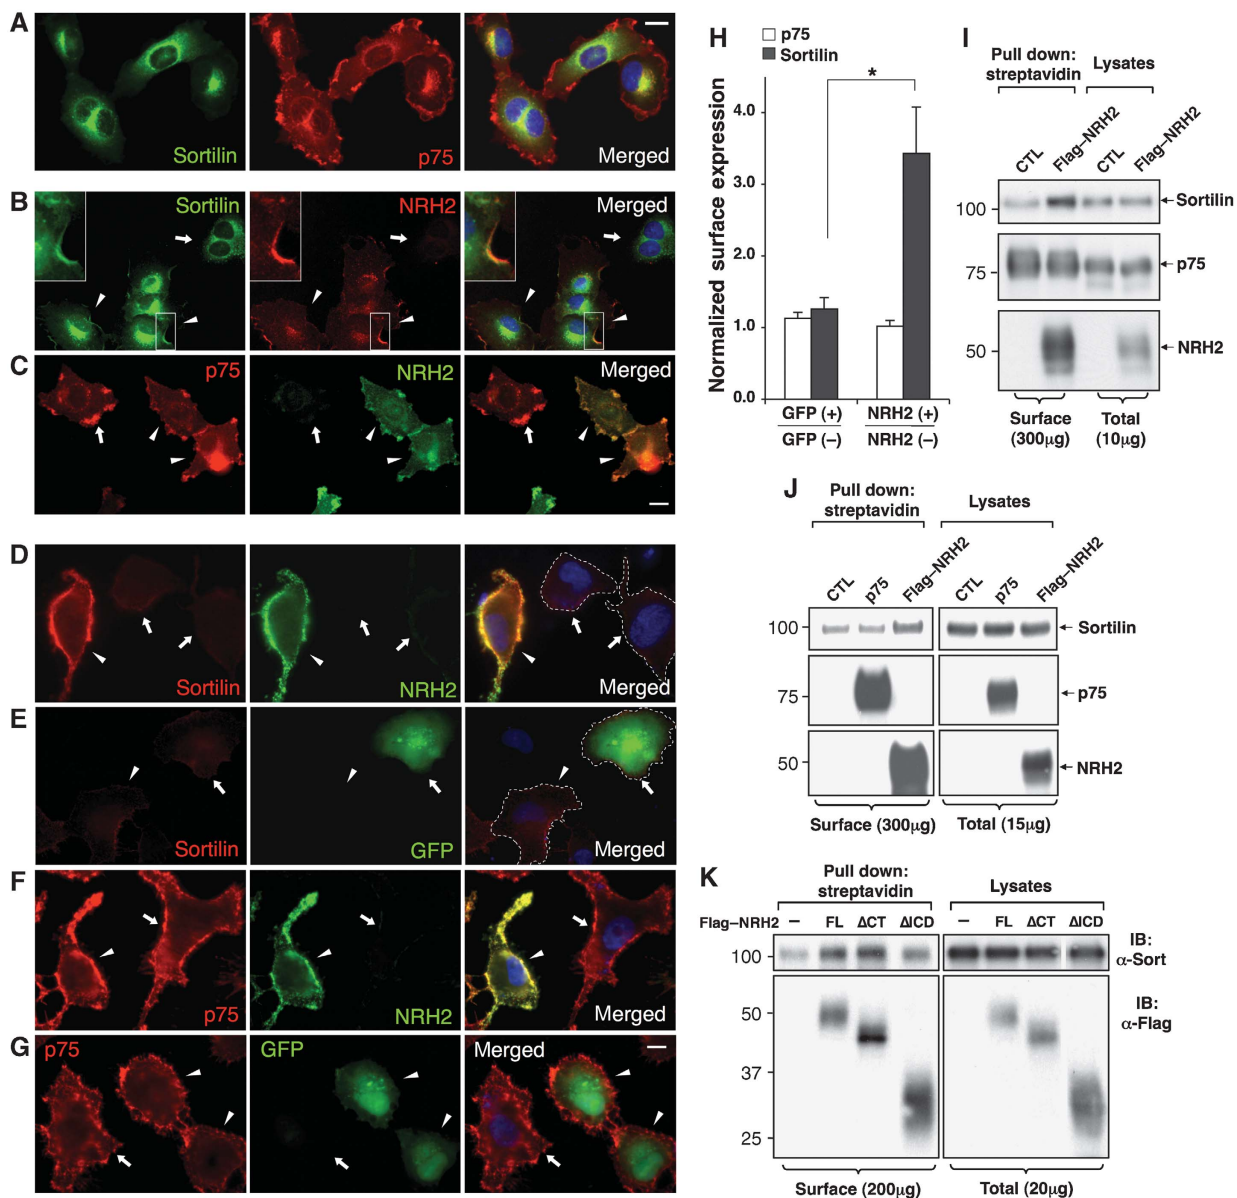 A
Sortilin
p75
Merged
B
Sortilin
NRH2
Merged
C
p75
NRH2
Merged
D
Sortilin
NRH2
Merged
E
Sortilin
GFP
Merged
F
p75
NRH2
Merged
G
p75
GFP
Merged
H
p75
Sortilin
*
Normalized surface expression
4.0
3.0
2.0
1.0
0.0
GFP (+)
GFP (–)
NRH2 (+)
NRH2 (–)
I
Pull down:
streptavidin
Lysates
CTL
Flag–NRH2
CTL
Flag–NRH2
100
Sortilin
75
p75
50
NRH2
Surface
(300µg)
Total
(10µg)
J
Pull down:
streptavidin
Lysates
CTL
p75
Flag–NRH2
CTL
p75
Flag–NRH2
100
Sortilin
75
p75
50
NRH2
Surface (300µg)
Total (15µg)
K
Pull down:
streptavidin
Lysates
Flag–NRH2
–
FL
ΔCT
ΔICD
–
FL
ΔCT
ΔICD
100
IB:
α-Sort
50
37
25
IB:
α-Flag
Surface (200µg)
Total (20µg)